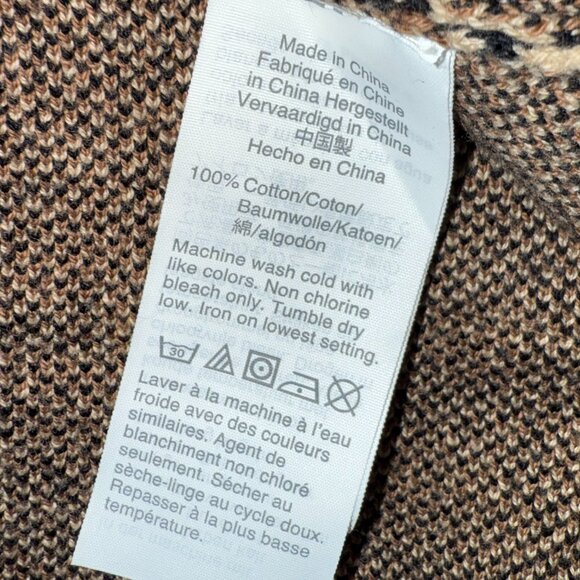 Made in China
Fabriqué en Chine
in China Hergestellt
Vervaardigd in China
中国製
Hecho en China
100% Cotton/Coton/
Baumwolle/Katoen/
綿/algodón
Machine wash cold with
like colors. Non chlorine
bleach only. Tumble dry
low. Iron on lowest setting.
30
Laver à la machine à l'eau
froide avec des couleurs
similaires. Agent de
blanchiment non chloré
seulement. Sécher au
sèche-linge au cycle doux.
Repasser à la plus basse
température.